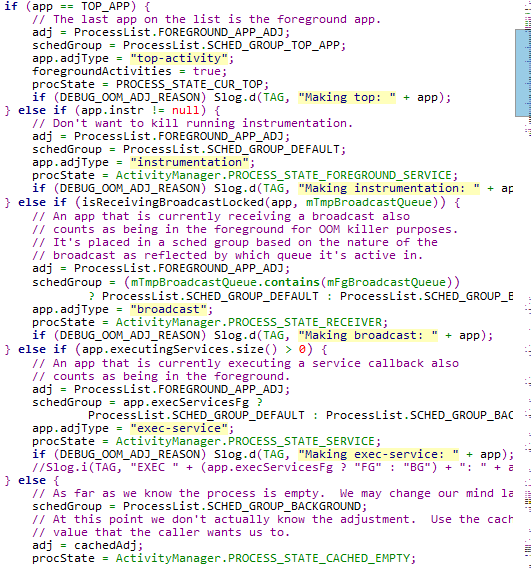 if (app == TOP_APP) {
    // The last app on the list is the foreground app.
    adj = ProcessList.FOREGROUND_APP_ADJ;
    schedGroup = ProcessList.SCHED_GROUP_TOP_APP;
    app.adjType = "top-activity";
    foregroundActivities = true;
    procState = PROCESS_STATE_CUR_TOP;
    if (DEBUG_OOM_ADJ_REASON) Slog.d(TAG, "Making top: " + app);
} else if (app.instr != null) {
    // Don't want to kill running instrumentation.
    adj = ProcessList.FOREGROUND_APP_ADJ;
    schedGroup = ProcessList.SCHED_GROUP_DEFAULT;
    app.adjType = "instrumentation";
    procState = ActivityManager.PROCESS_STATE_FOREGROUND_SERVICE;
    if (DEBUG_OOM_ADJ_REASON) Slog.d(TAG, "Making instrumentation: " + ap
} else if (isReceivingBroadcastLocked(app, mTmpBroadcastQueue)) {
    // An app that is currently receiving a broadcast also
    // counts as being in the foreground for OOM killer purposes.
    // It's placed in a sched group based on the nature of the
    // broadcast as reflected by which queue it's active in.
    adj = ProcessList.FOREGROUND_APP_ADJ;
    schedGroup = (mTmpBroadcastQueue.contains(mFgBroadcastQueue))
            ? ProcessList.SCHED_GROUP_DEFAULT : ProcessList.SCHED_GROUP_B
    app.adjType = "broadcast";
    procState = ActivityManager.PROCESS_STATE_RECEIVER;
    if (DEBUG_OOM_ADJ_REASON) Slog.d(TAG, "Making broadcast: " + app);
} else if (app.executingServices.size() > 0) {
    // An app that is currently executing a service callback also
    // counts as being in the foreground.
    adj = ProcessList.FOREGROUND_APP_ADJ;
    schedGroup = app.execServicesFg ?
            ProcessList.SCHED_GROUP_DEFAULT : ProcessList.SCHED_GROUP_BAC
    app.adjType = "exec-service";
    procState = ActivityManager.PROCESS_STATE_SERVICE;
    if (DEBUG_OOM_ADJ_REASON) Slog.d(TAG, "Making exec-service: " + app);
    //Slog.i(TAG, "EXEC " + (app.execServicesFg ? "FG" : "BG") + ": " + a
} else {
    // As far as we know the process is empty.  We may change our mind la
    schedGroup = ProcessList.SCHED_GROUP_BACKGROUND;
    // At this point we don't actually know the adjustment.  Use the cach
    // value that the caller wants us to.
    adj = cachedAdj;
    procState = ActivityManager.PROCESS_STATE_CACHED_EMPTY;